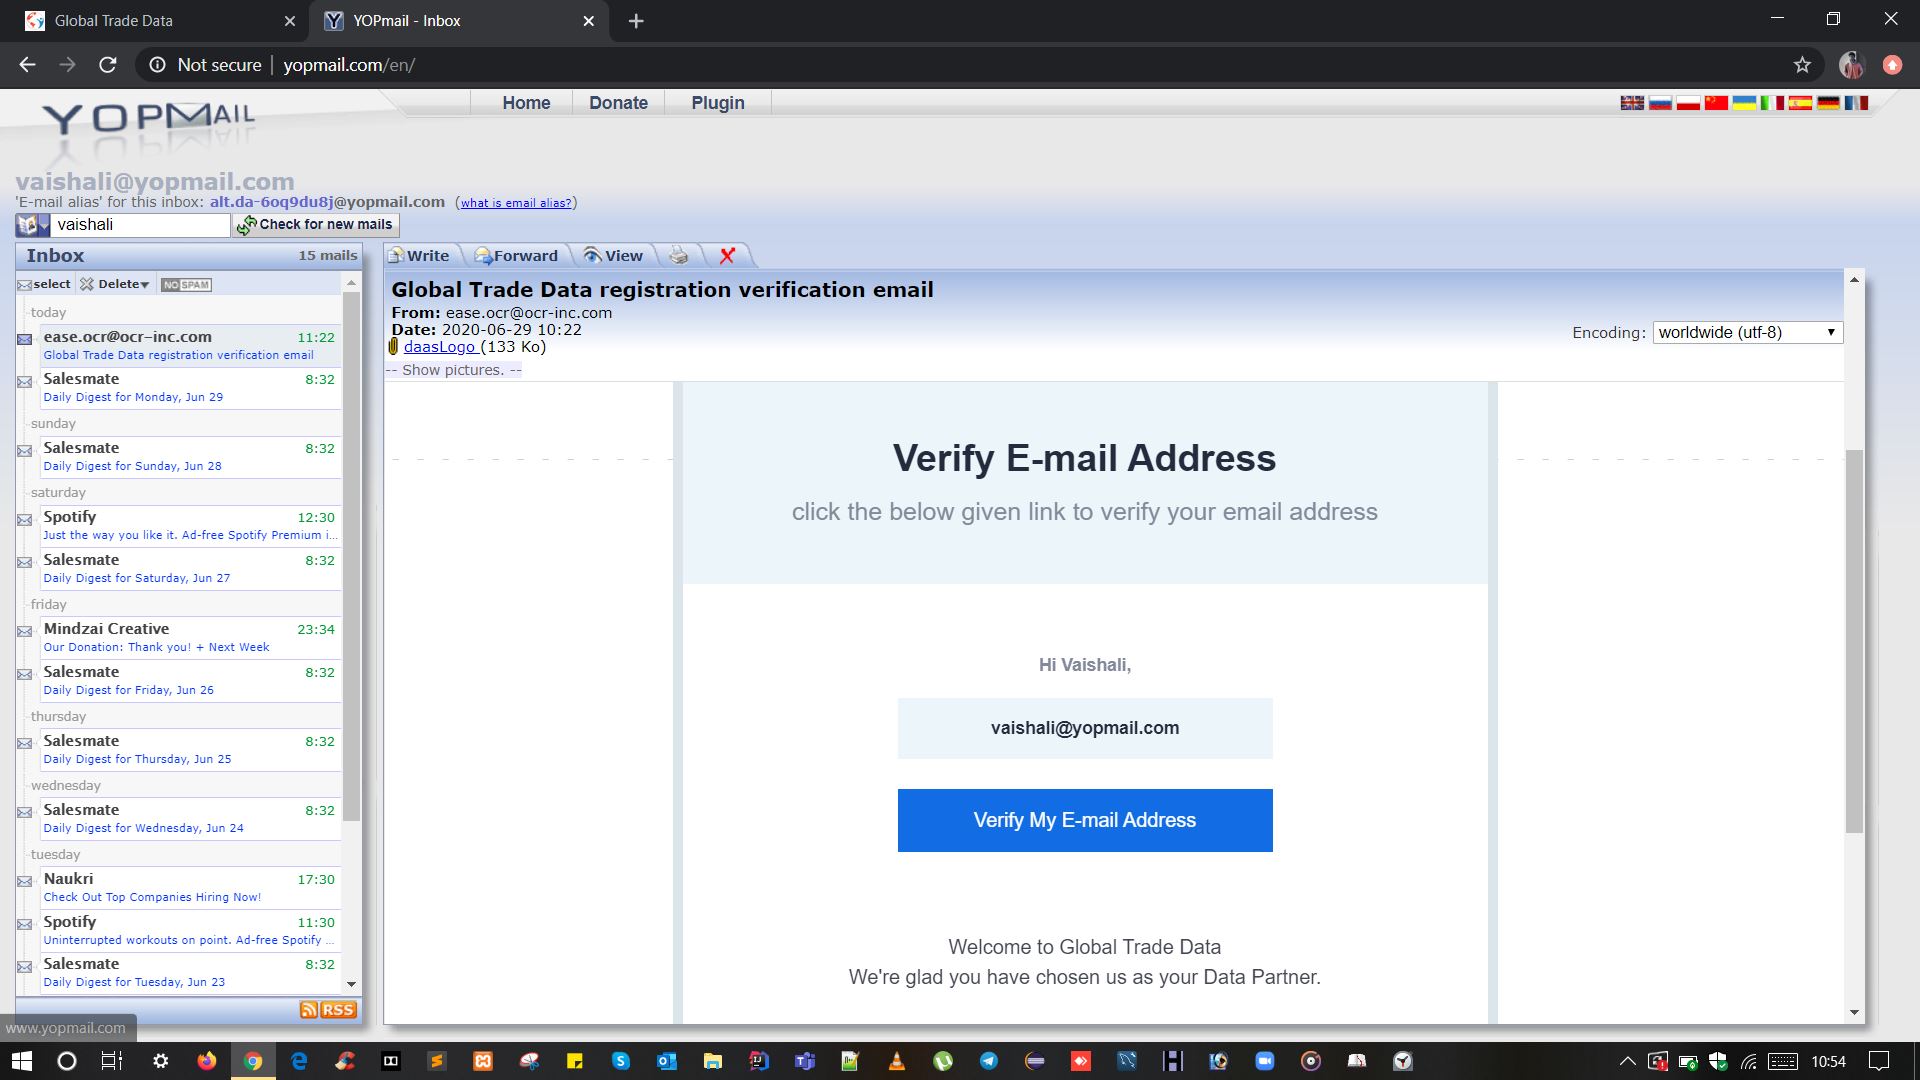 Global Trade Data
YOPmail - Inbox
Not secure | yopmail.com/en/
YOPMAIL
Home
Donate
Plugin
vaishali@yopmail.com
'E-mail alias' for this inbox: alt.da-6oq9du8j@yopmail.com (what is email alias?)
vaishali
Check for new mails
Inbox
15 mails
select
Delete
NO SPAM
today
ease.ocr@ocr-inc.com 11:22
Global Trade Data registration verification email
Salesmate 8:32
Daily Digest for Monday, Jun 29
sunday
Salesmate 8:32
Daily Digest for Sunday, Jun 28
saturday
Spotify 12:30
Just the way you like it. Ad-free Spotify Premium i...
Salesmate 8:32
Daily Digest for Saturday, Jun 27
friday
Mindzai Creative 23:34
Our Donation: Thank you! + Next Week
Salesmate 8:32
Daily Digest for Friday, Jun 26
thursday
Salesmate 8:32
Daily Digest for Thursday, Jun 25
wednesday
Salesmate 8:32
Daily Digest for Wednesday, Jun 24
tuesday
Naukri 17:30
Check Out Top Companies Hiring Now!
Spotify 11:30
Uninterrupted workouts on point. Ad-free Spotify ...
Salesmate 8:32
Daily Digest for Tuesday, Jun 23
RSS
www.yopmail.com
Write
Forward
View
Global Trade Data registration verification email
From: ease.ocr@ocr-inc.com
Date: 2020-06-29 10:22
daasLogo (133 Ko)
Encoding: worldwide (utf-8)
-- Show pictures. --
Verify E-mail Address
click the below given link to verify your email address
Hi Vaishali,
vaishali@yopmail.com
Verify My E-mail Address
Welcome to Global Trade Data
We're glad you have chosen us as your Data Partner.
10:54